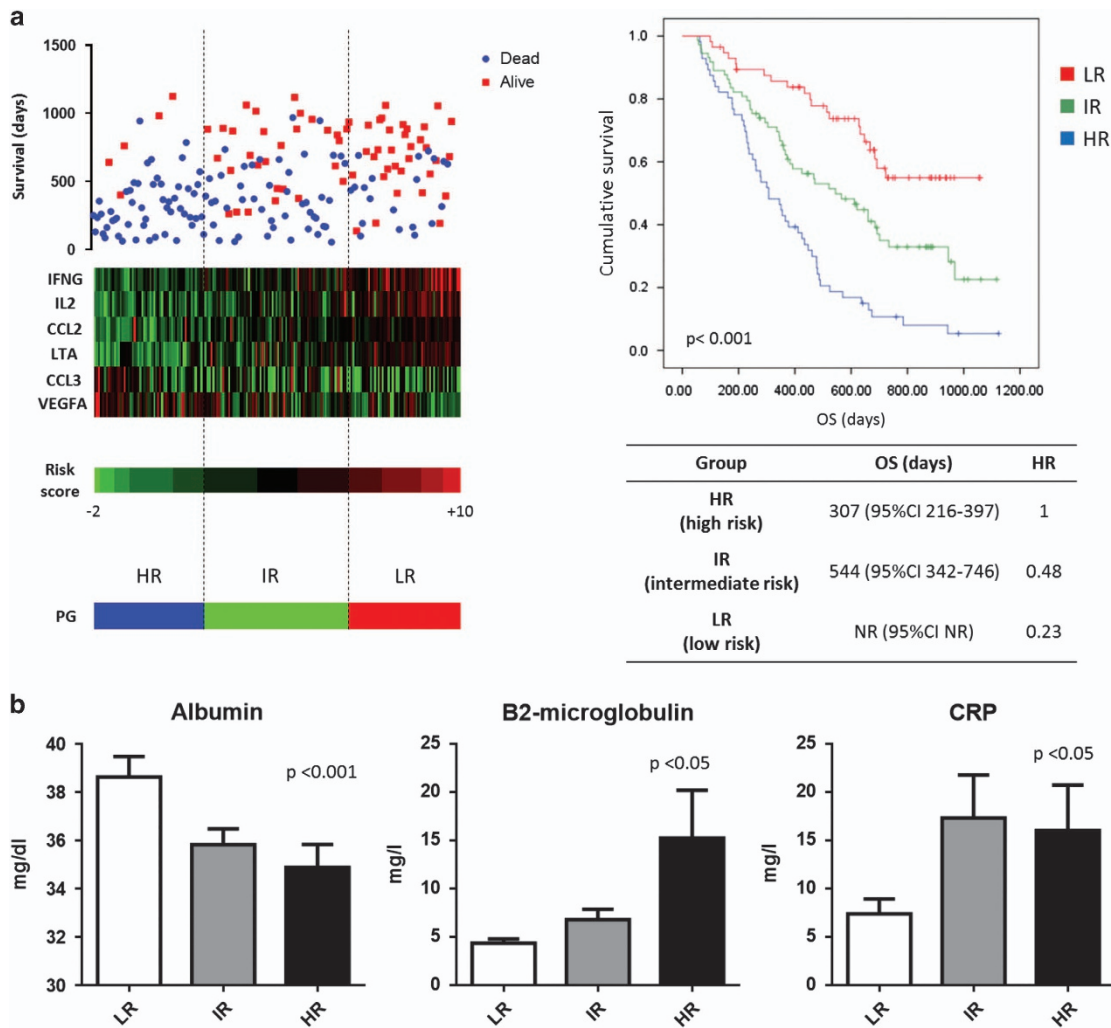 a
1500
1000
500
0
Survival (days)
Dead
Alive
IFNG
IL2
CCL2
LTA
CCL3
VEGFA
Risk
score
-2
+10
HR
IR
LR
PG
1.0
0.8
0.6
0.4
0.2
0.0
Cumulative survival
p< 0.001
0.00 200.00 400.00 600.00 800.00 1000.00 1200.00
OS (days)
LR
IR
HR
Group OS (days) HR
HR
(high risk)
307 (95%CI 216-397) 1
IR
(intermediate risk)
544 (95%CI 342-746) 0.48
LR
(low risk)
NR (95%CI NR) 0.23
b
Albumin
40
38
36
34
32
30
mg/dl
p <0.001
LR IR HR
B2-microglobulin
25
20
15
10
5
0
mg/l
p <0.05
LR IR HR
CRP
25
20
15
10
5
0
mg/l
p <0.05
LR IR HR